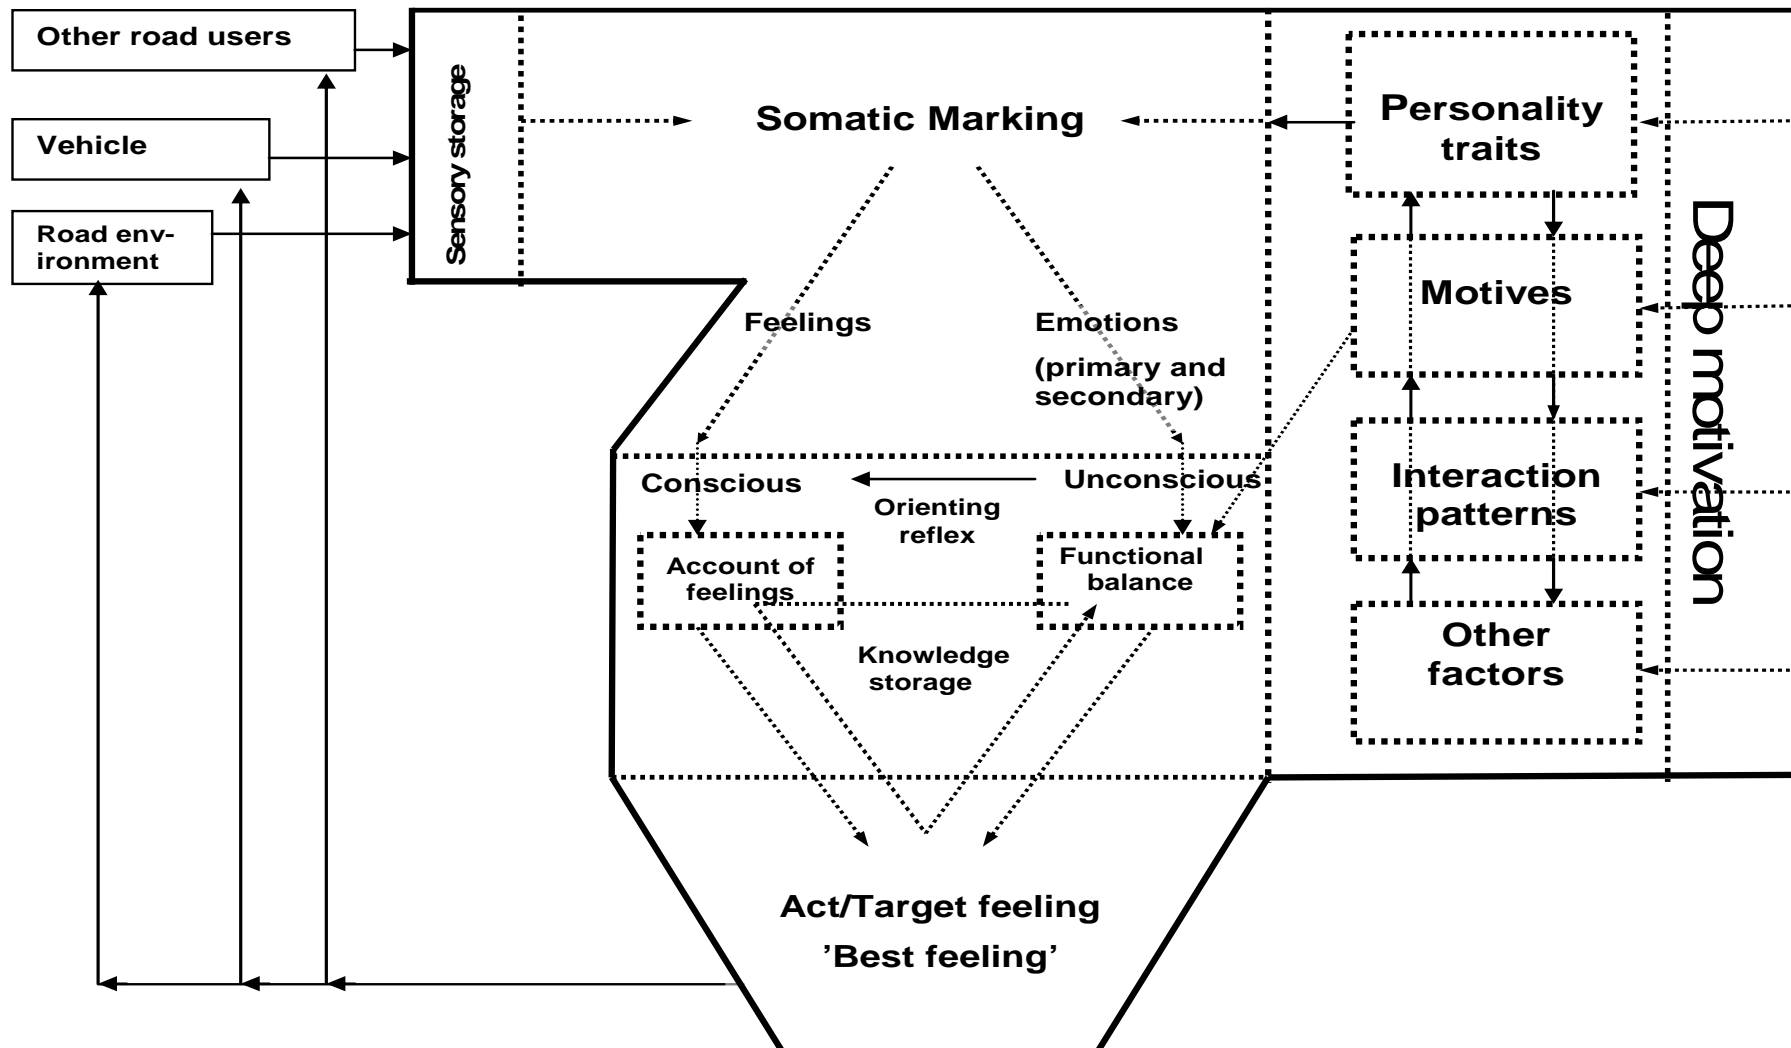 Other road users
Vehicle
Road env-
ironment
Sensory storage
Somatic Marking
Feelings
Emotions
(primary and
secondary)
Conscious
Unconscious
Orienting
reflex
Account of
feelings
Functional
balance
Knowledge
storage
Act/Target feeling
’Best feeling’
Personality
traits
Motives
Interaction
patterns
Other
factors
Deep motivation